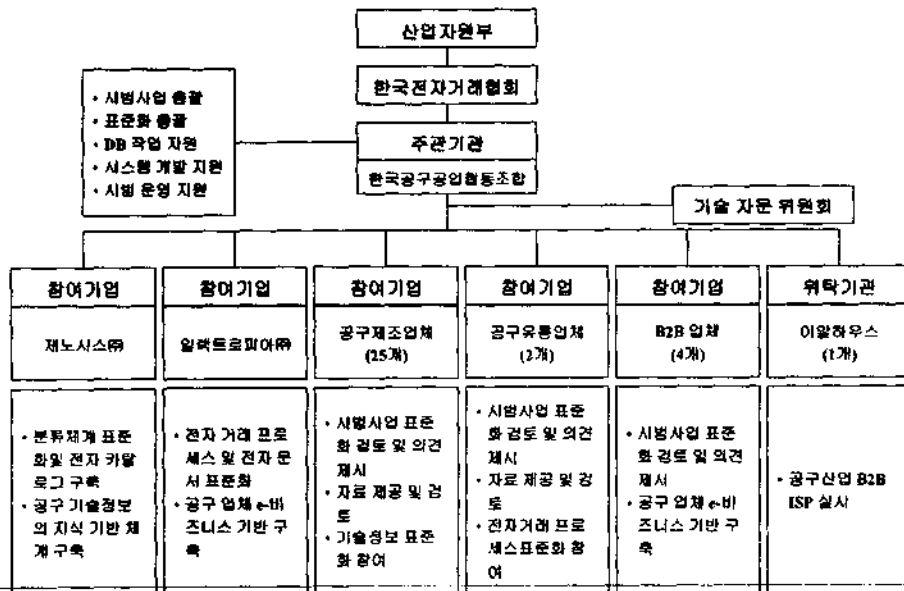 산업자원부
한국전자거래협회
• 시범사업 총괄
• 표준화 총괄
• DB 작업 지원
• 시스템 개발 지원
• 시범 운영 지원
주관기관
한국공구공업협동조합
기술 자문 위원회
참여기업
제노시스㈜
• 분류체계 표준
화및 전자 카탈
로그 구축
• 공구 기술정보
의 지식 기반 체
계 구축
참여기업
일렉트로피아㈜
• 전자 거래 프로
세스 및 전자 문
서 표준화
• 공구 업체 e-비
즈니스 기반 구
축
참여기업
공구제조업체
(25개)
• 시범사업 표준
화 검토 및 의견
제시
• 자료 제공 및 검
토
• 기술정보 표준
화 참여
참여기업
공구유통업체
(2개)
• 시범사업 표준
화 검토 및 의견
제시
• 자료 제공 및 검
토
• 전자거래 프로
세스표준화 참
여
참여기업
B2B 업체
(4개)
• 시범사업 표준
화 검토 및 의견
제시
• 공구 업체 e-비
즈니스 기반 구
축
위탁기관
이알하우스
(1개)
• 공구산업 B2B
ISP 실사